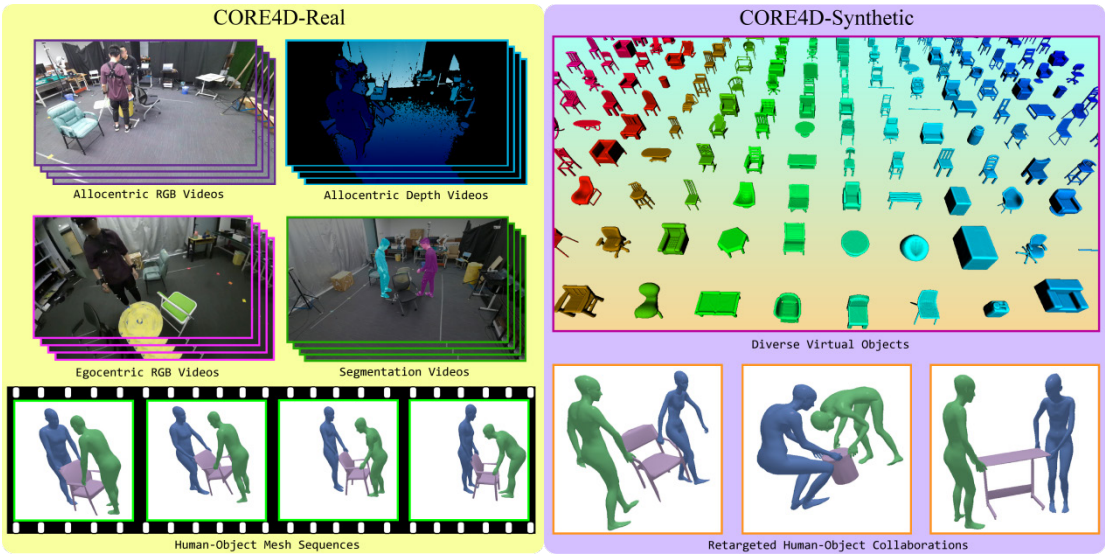 CORE4D-Real
Allocentric RGB Videos
Allocentric Depth Videos
Egocentric RGB Videos
Segmentation Videos
Human-Object Mesh Sequences
CORE4D-Synthetic
Diverse Virtual Objects
Retargeted Human-Object Collaborations